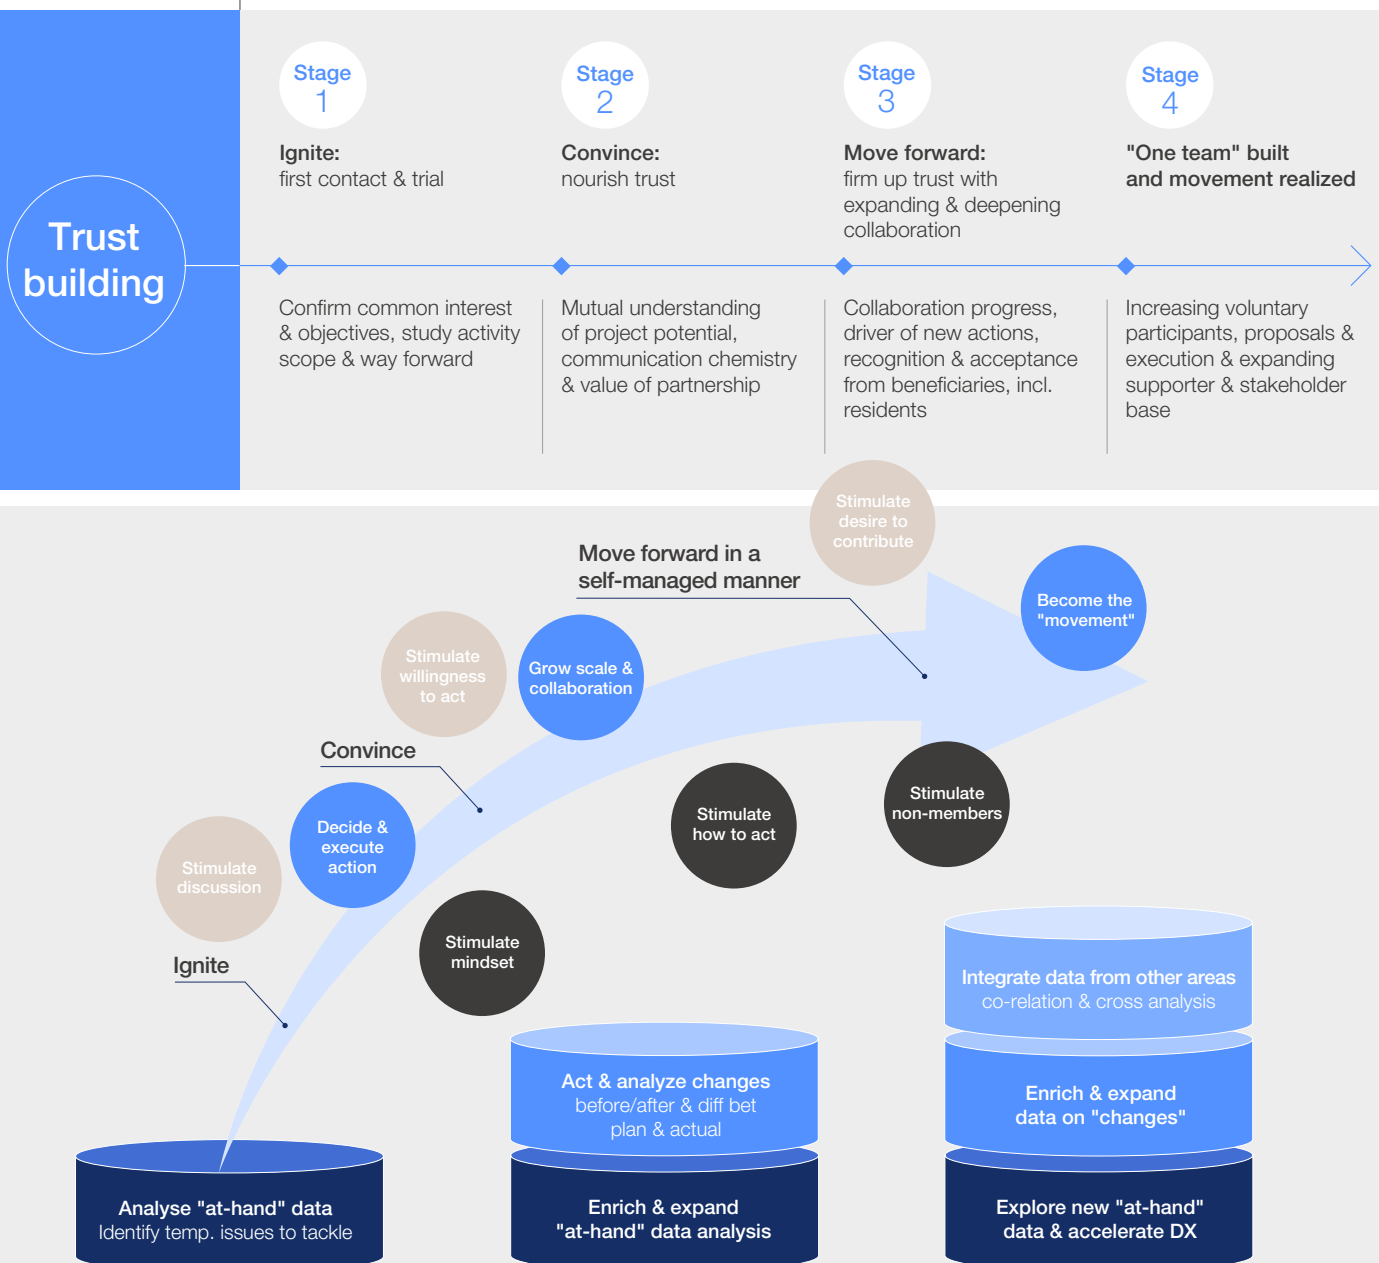 Trust
building
Stage
1
Ignite:
first contact & trial
Confirm common interest
& objectives, study activity
scope & way forward
Stage
2
Convince:
nourish trust
Mutual understanding
of project potential,
communication chemistry
& value of partnership
Stage
3
Move forward:
firm up trust with
expanding & deepening
collaboration
Collaboration progress,
driver of new actions,
recognition & acceptance
from beneficiaries, incl.
residents
Stage
4
"One team" built
and movement realized
Increasing voluntary
participants, proposals &
execution & expanding
supporter & stakeholder
base
Stimulate
desire to
contribute
Move forward in a
self-managed manner
Become the
"movement"
Stimulate
willingness
to act
Grow scale &
collaboration
Convince
Decide &
execute
action
Stimulate
discussion
Stimulate
how to act
Stimulate
non-members
Stimulate
mindset
Ignite
Analyse "at-hand" data
Identify temp. issues to tackle
Act & analyze changes
before/after & diff bet
plan & actual
Enrich & expand
"at-hand" data analysis
Integrate data from other areas
co-relation & cross analysis
Enrich & expand
data on "changes"
Explore new "at-hand"
data & accelerate DX